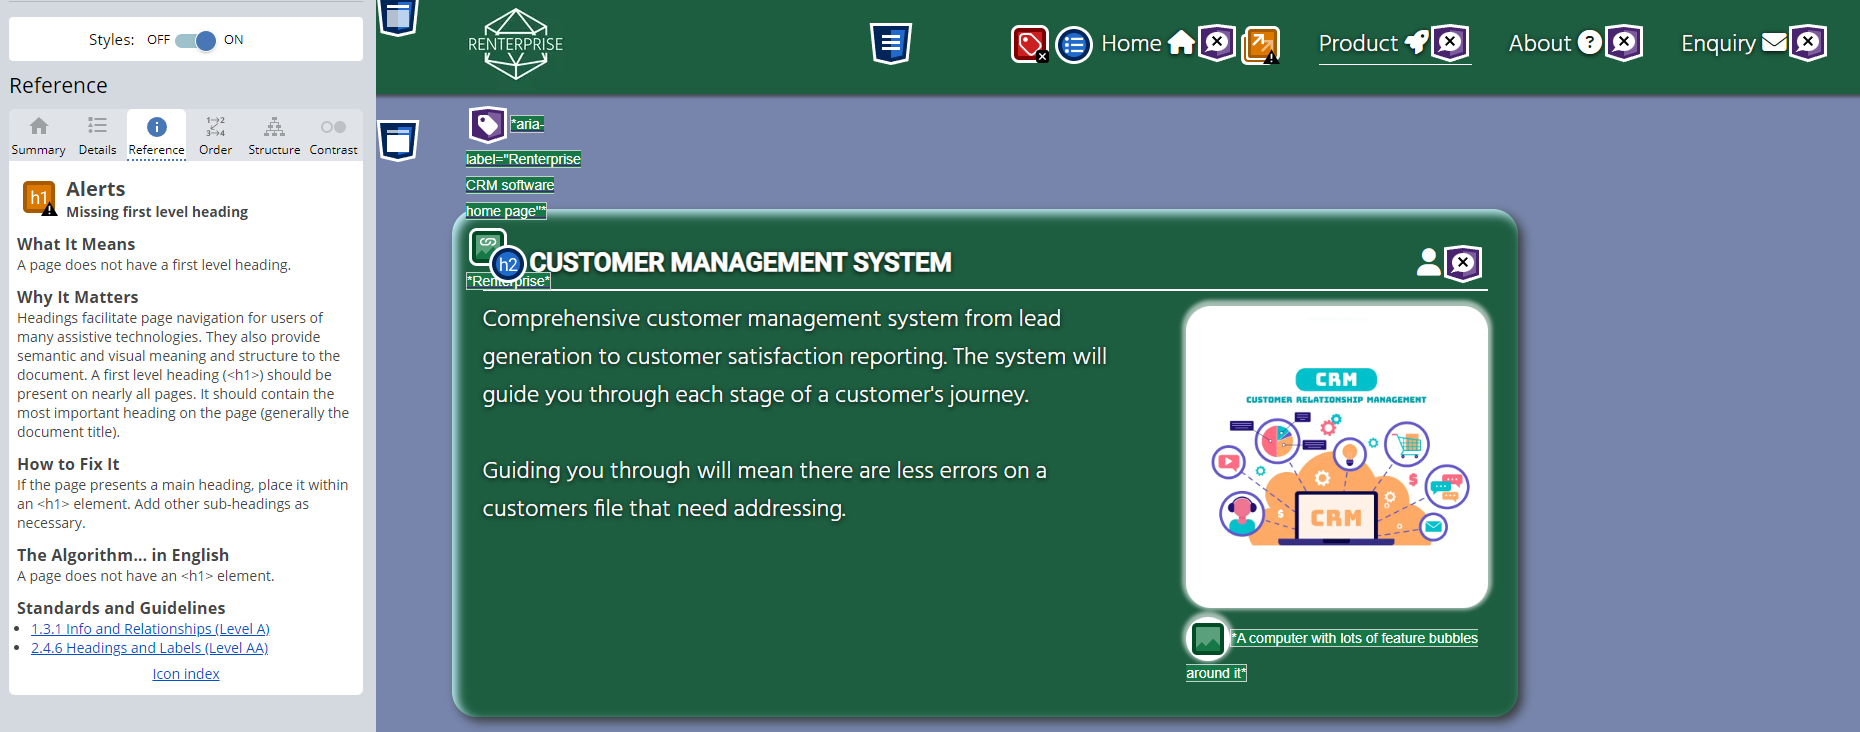 Styles: OFF ON
Reference
Summary Details Reference Order Structure Contrast
h1 Alerts
Missing first level heading
What It Means
A page does not have a first level heading.
Why It Matters
Headings facilitate page navigation for users of
many assistive technologies. They also provide
semantic and visual meaning and structure to the
document. A first level heading (<h1>) should be
present on nearly all pages. It should contain the
most important heading on the page (generally the
document title).
How to Fix It
If the page presents a main heading, place it within
an <h1> element. Add other sub-headings as
necessary.
The Algorithm... in English
A page does not have an <h1> element.
Standards and Guidelines
1.3.1 Info and Relationships (Level A)
2.4.6 Headings and Labels (Level AA)
Icon index
RENTERPRISE
Home Product About Enquiry
*aria-
label="Renterprise
CRM software
home page"*
h2 CUSTOMER MANAGEMENT SYSTEM
*Renterprise*
Comprehensive customer management system from lead
generation to customer satisfaction reporting. The system will
guide you through each stage of a customer's journey.
Guiding you through will mean there are less errors on a
customers file that need addressing.
CRM
CUSTOMER RELATIONSHIP MANAGEMENT
CRM
*A computer with lots of feature bubbles
around it*